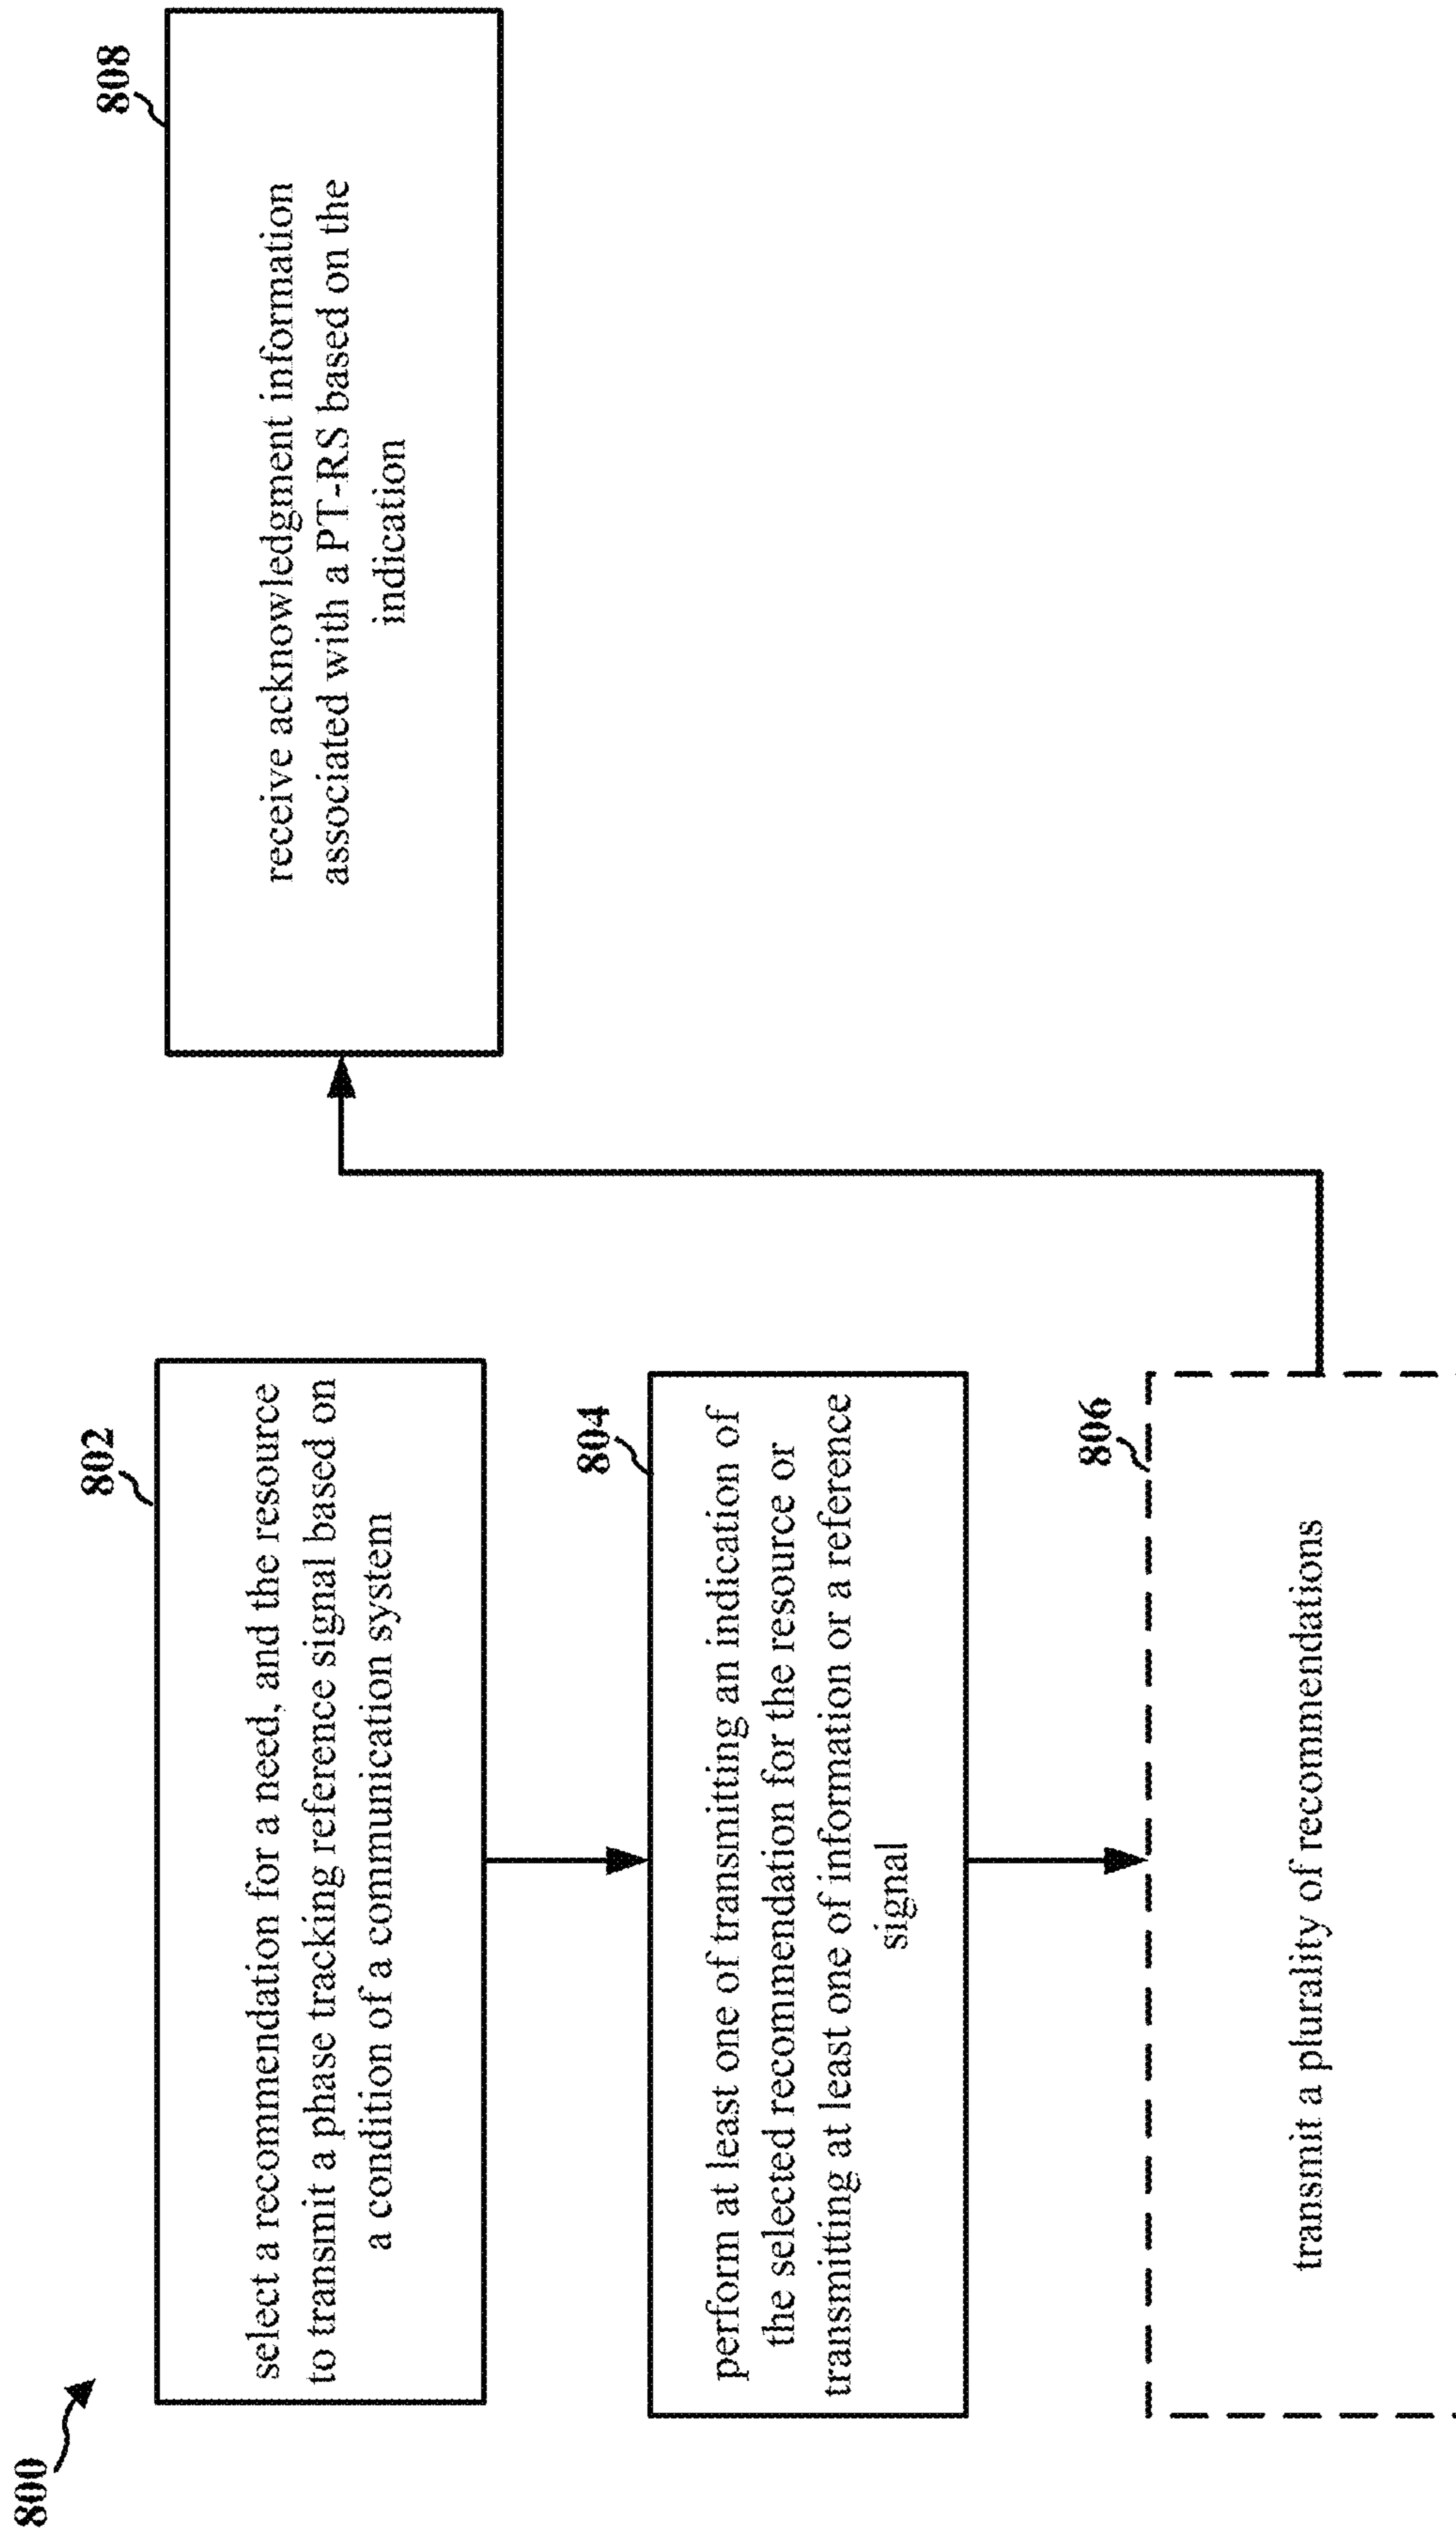 800
802
select a recommendation for a need, and the resource
to transmit a phase tracking reference signal based on
a condition of a communication system
804
perform at least one of transmitting an indication of
the selected recommendation for the resource or
transmitting at least one of information or a reference
signal
806
transmit a plurality of recommendations
808
receive acknowledgment information
associated with a PT-RS based on the
indication